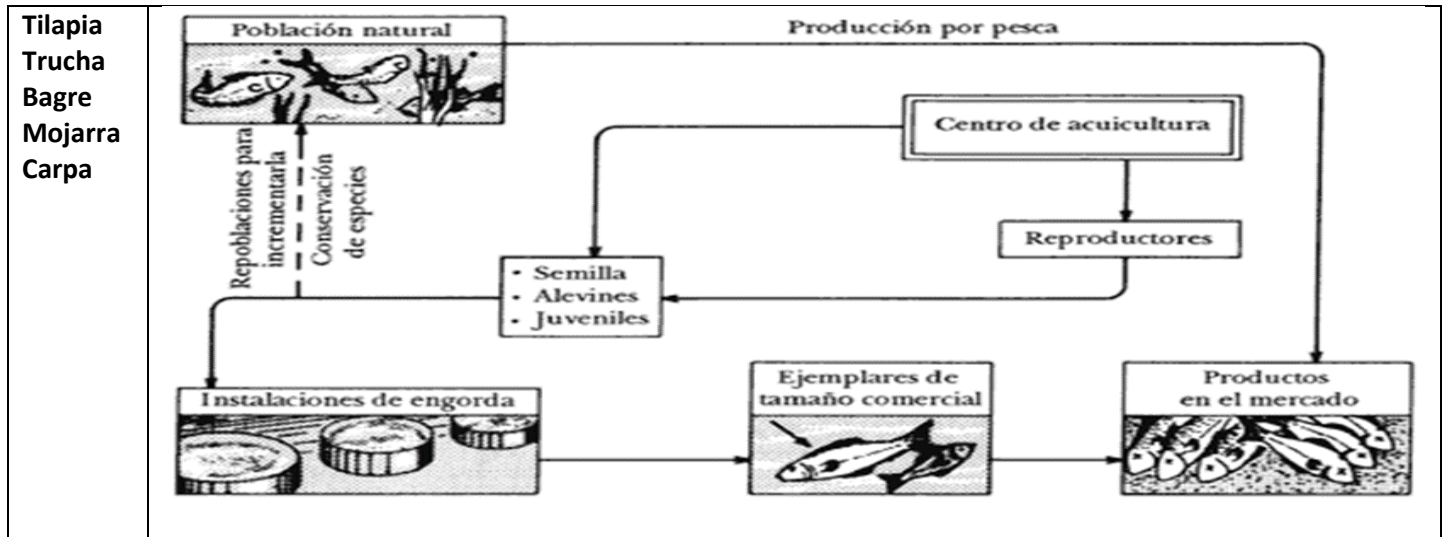 Tilapia
Trucha
Bagre
Mojarra
Carpa
Población natural
Producción por pesca
Centro de acuicultura
Reproductores
Repoblaciones para
incrementarla
Conservación
de especies
• Semilla
• Alevines
• Juveniles
Instalaciones de engorda
Ejemplares de
tamaño comercial
Productos
en el mercado